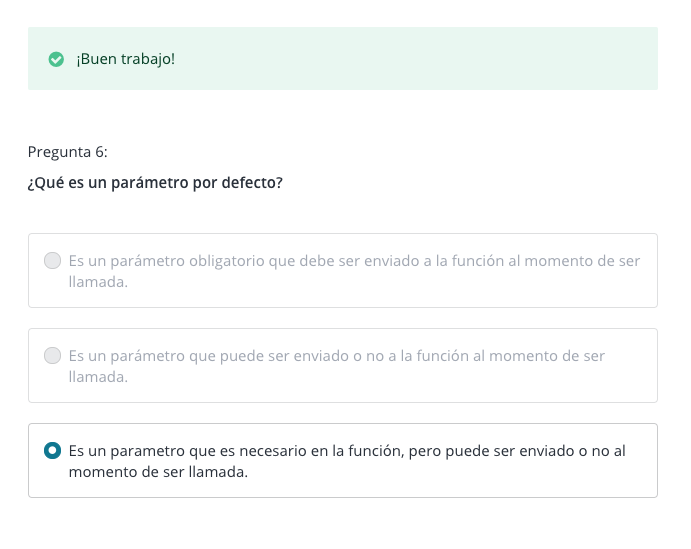 ¡Buen trabajo!
Pregunta 6:
¿Qué es un parámetro por defecto?
Es un parámetro obligatorio que debe ser enviado a la función al momento de ser
llamada.
Es un parámetro que puede ser enviado o no a la función al momento de ser
llamada.
Es un parametro que es necesario en la función, pero puede ser enviado o no al
momento de ser llamada.